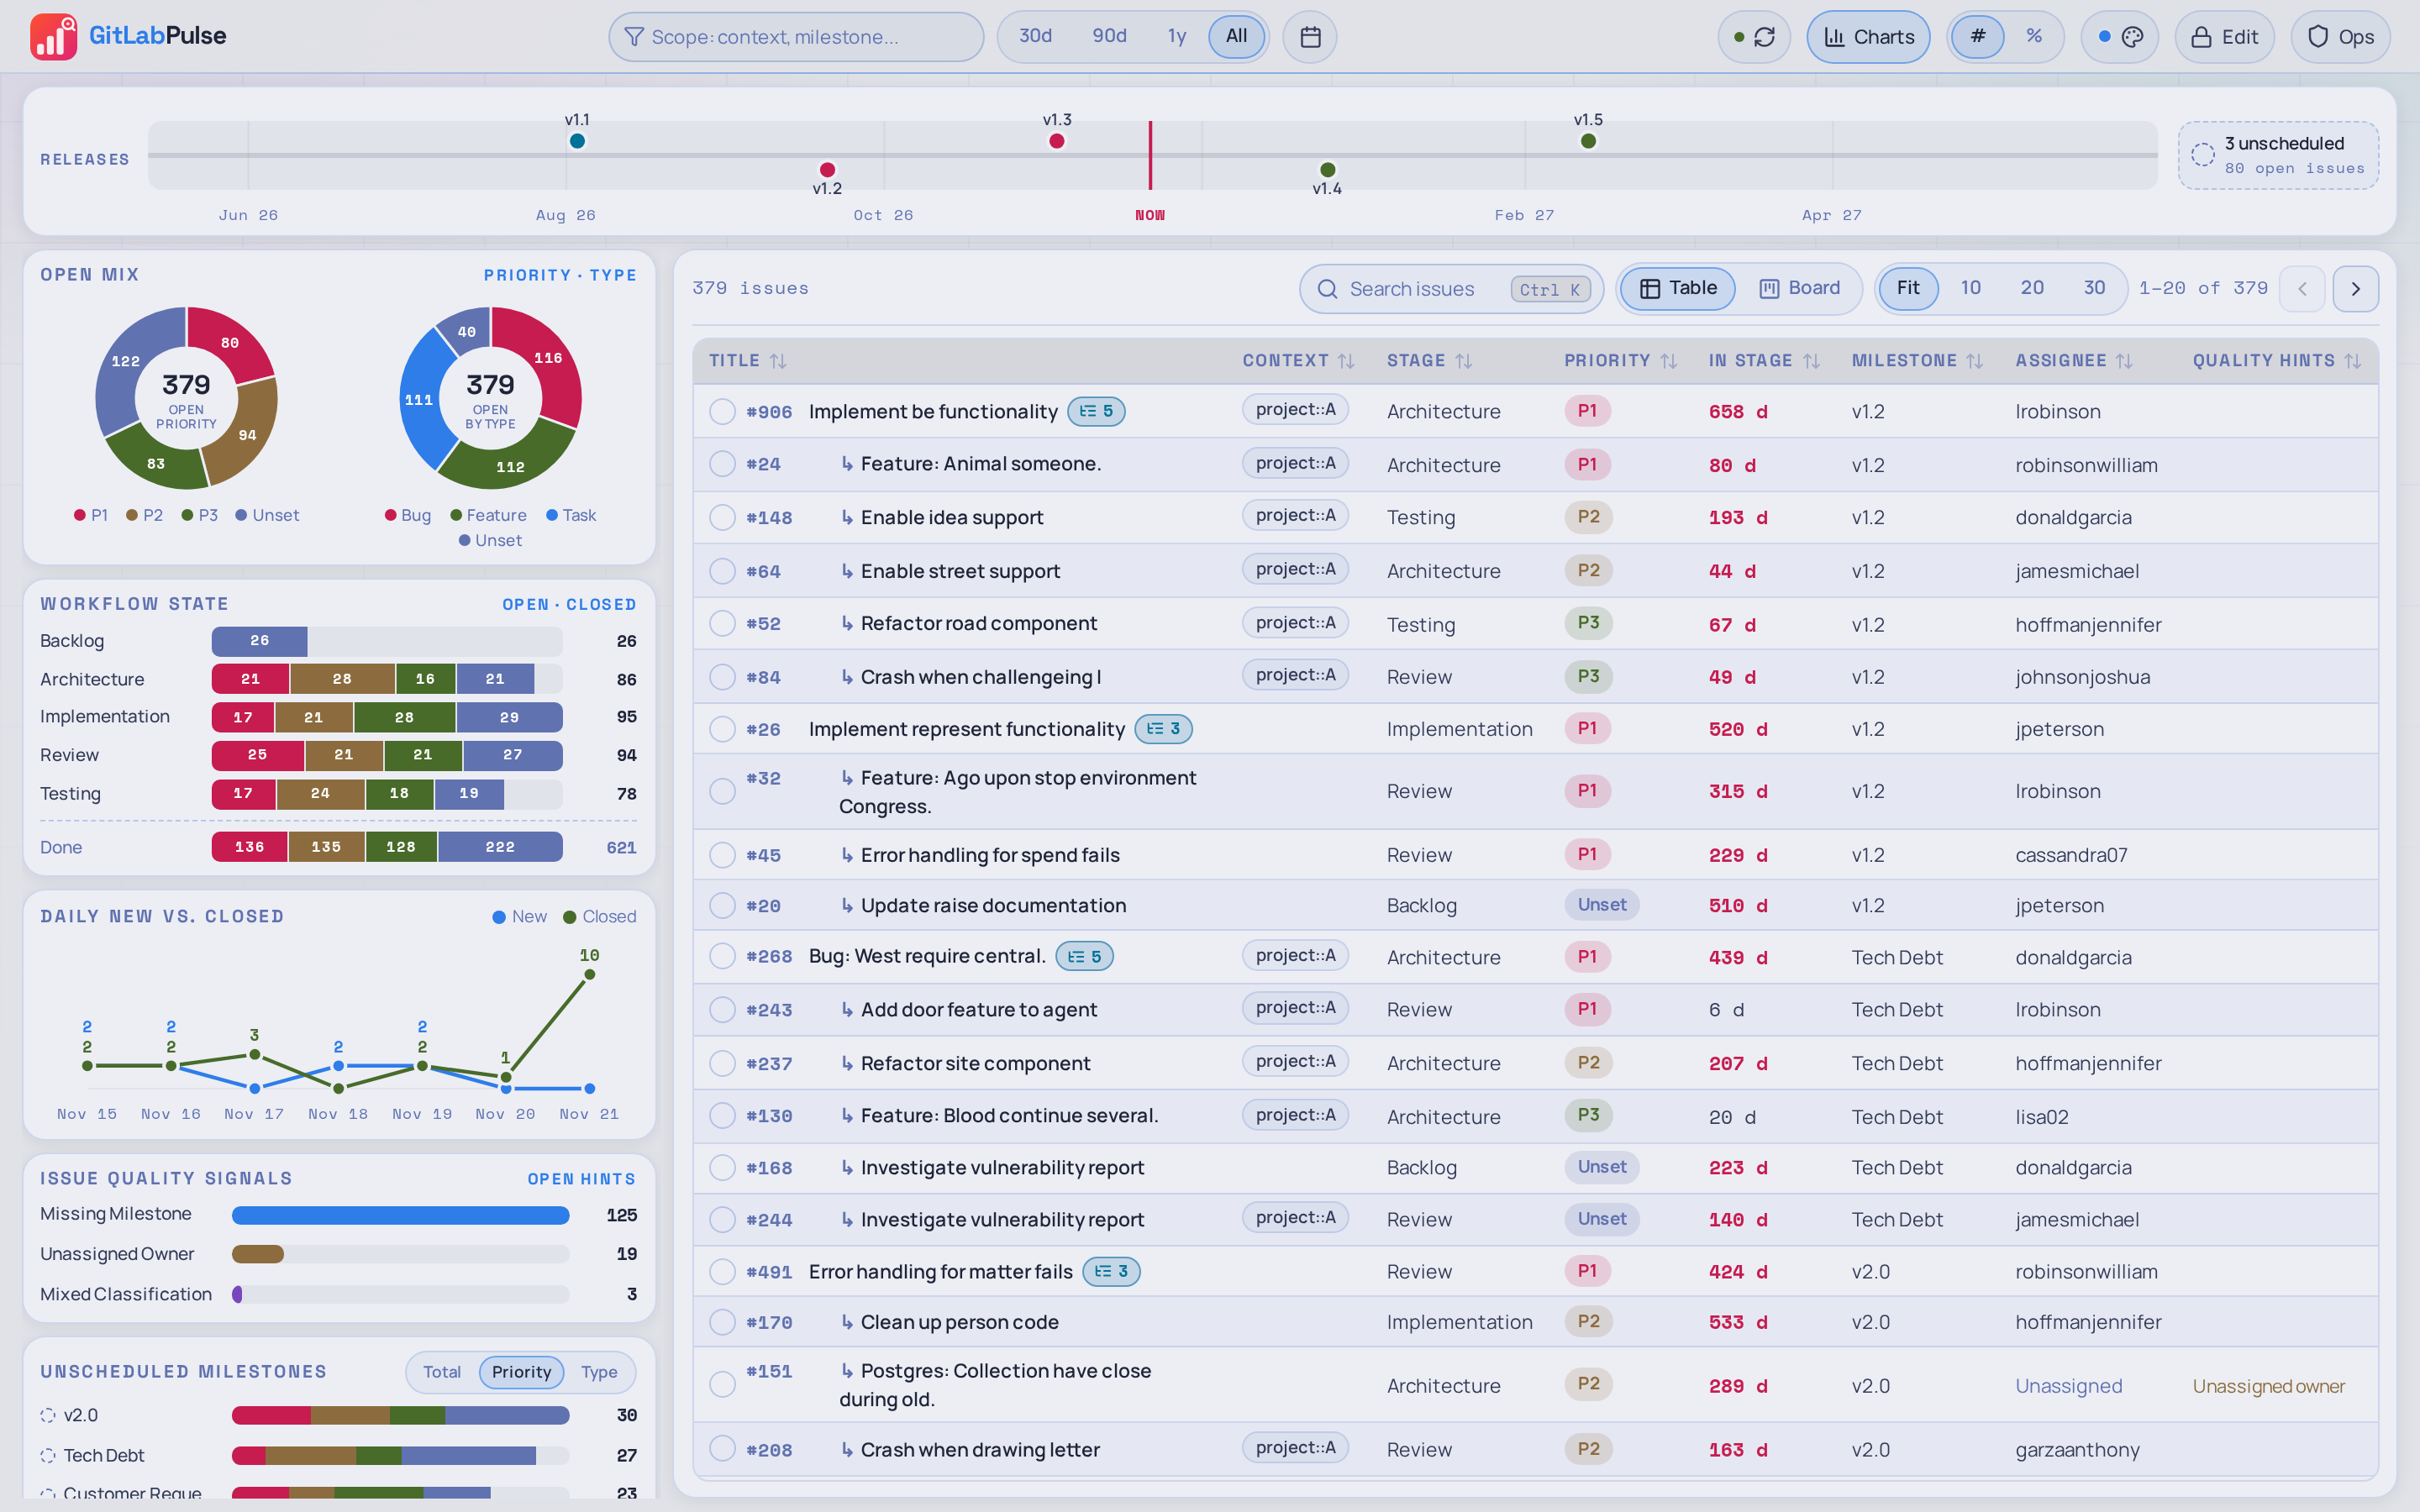 GitLabPulse
Scope: context, milestone...
30d 90d 1y All
Charts
# %
Edit
Ops
RELEASES
v1.1 v1.3 v1.5
v1.2 v1.4
Jun 26 Aug 26 Oct 26 NOW Feb 27 Apr 27
3 unscheduled
80 open issues
OPEN MIX PRIORITY · TYPE
80 94 83 122
379
OPEN
PRIORITY
P1 P2 P3 Unset
116 112 111 40
379
OPEN
BY TYPE
Bug Feature Task
Unset
WORKFLOW STATE OPEN · CLOSED
Backlog 26 26
Architecture 21 28 16 21 86
Implementation 17 21 28 29 95
Review 25 21 21 27 94
Testing 17 24 18 19 78
Done 136 135 128 222 621
DAILY NEW VS. CLOSED New Closed
10
2 2 2
2 2 3 2 2 1
Nov 15 Nov 16 Nov 17 Nov 18 Nov 19 Nov 20 Nov 21
ISSUE QUALITY SIGNALS OPEN HINTS
Missing Milestone 125
Unassigned Owner 19
Mixed Classification 3
UNSCHEDULED MILESTONES Total Priority Type
v2.0 30
Tech Debt 27
Customer Reque 23
379 issues
Search issues Ctrl K
Table Board
Fit 10 20 30
1–20 of 379
TITLE CONTEXT STAGE PRIORITY IN STAGE MILESTONE ASSIGNEE QUALITY HINTS
#906 Implement be functionality 5 project::A Architecture P1 658 d v1.2 lrobinson
#24 ↳ Feature: Animal someone. project::A Architecture P1 80 d v1.2 robinsonwilliam
#148 ↳ Enable idea support project::A Testing P2 193 d v1.2 donaldgarcia
#64 ↳ Enable street support project::A Architecture P2 44 d v1.2 jamesmichael
#52 ↳ Refactor road component project::A Testing P3 67 d v1.2 hoffmanjennifer
#84 ↳ Crash when challengeing I project::A Review P3 49 d v1.2 johnsonjoshua
#26 Implement represent functionality 3 Implementation P1 520 d v1.2 jpeterson
#32 ↳ Feature: Ago upon stop environment
Congress. Review P1 315 d v1.2 lrobinson
#45 ↳ Error handling for spend fails Review P1 229 d v1.2 cassandra07
#20 ↳ Update raise documentation Backlog Unset 510 d v1.2 jpeterson
#268 Bug: West require central. 5 project::A Architecture P1 439 d Tech Debt donaldgarcia
#243 ↳ Add door feature to agent project::A Review P1 6 d Tech Debt lrobinson
#237 ↳ Refactor site component project::A Architecture P2 207 d Tech Debt hoffmanjennifer
#130 ↳ Feature: Blood continue several. project::A Architecture P3 20 d Tech Debt lisa02
#168 ↳ Investigate vulnerability report Backlog Unset 223 d Tech Debt donaldgarcia
#244 ↳ Investigate vulnerability report project::A Review Unset 140 d Tech Debt jamesmichael
#491 Error handling for matter fails 3 Review P1 424 d v2.0 robinsonwilliam
#170 ↳ Clean up person code Implementation P2 533 d v2.0 hoffmanjennifer
#151 ↳ Postgres: Collection have close
during old. Architecture P2 289 d v2.0 Unassigned Unassigned owner
#208 ↳ Crash when drawing letter project::A Review P2 163 d v2.0 garzaanthony